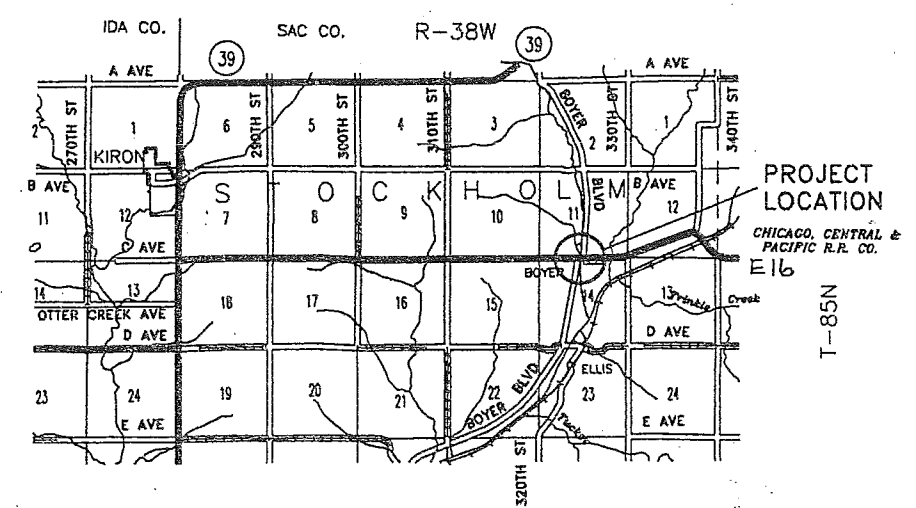 IDA CO. SAC CO. R-38W
39 39
A AVE A AVE
270TH ST 290TH ST 300TH ST 310TH ST BOYER 330TH ST 340TH ST
2 1 6 5 4 3 2 1
KIRON
B AVE B AVE
STOCKHOLM
BLVD
11 12 7 8 9 10 11 12
PROJECT
LOCATION
CHICAGO, CENTRAL &
PACIFIC R.R. CO.
E16
AVE
BOYER
14 13 18 17 16 15 14 13
Creek
T-85N
OTTER CREEK AVE
D AVE D AVE
ELLIS
23 24 19 20 21 22 23 24
BOYER BLVD
E AVE E AVE
320TH ST